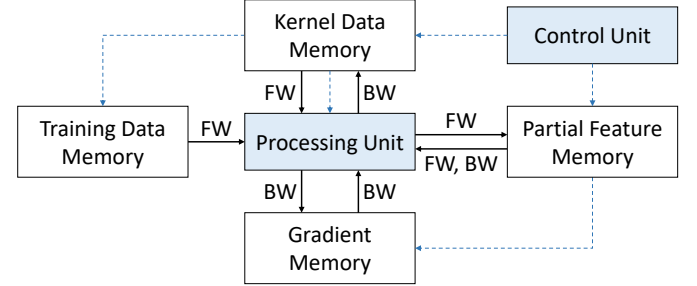 Kernel Data
Memory
Control Unit
FW
BW
Training Data
Memory
FW
Processing Unit
FW
FW, BW
Partial Feature
Memory
BW
BW
Gradient
Memory